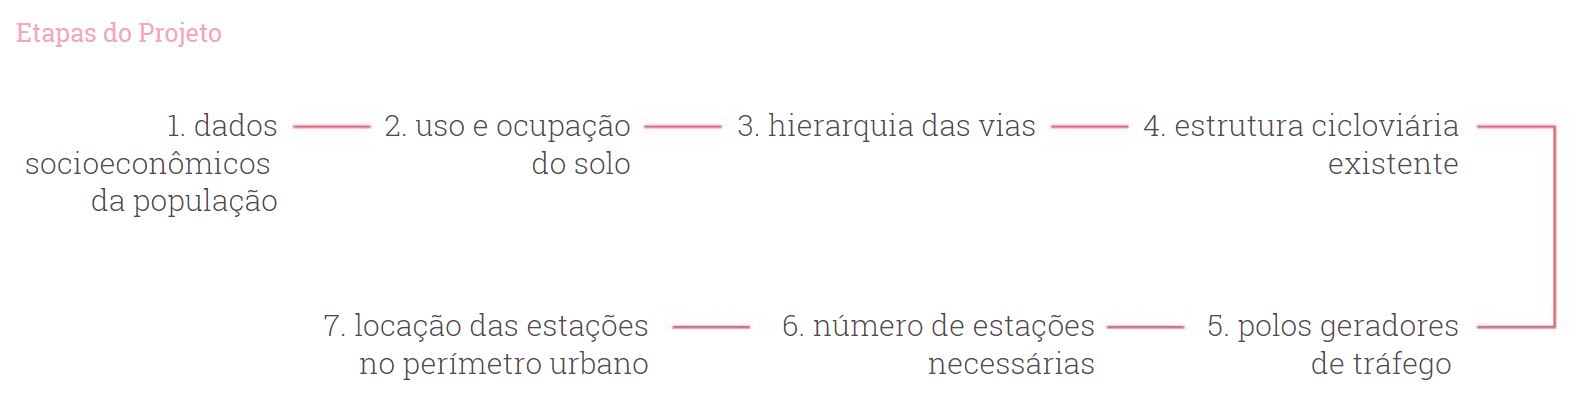 Etapas do Projeto
1. dados
socioeconômicos
da população
2. uso e ocupação
do solo
3. hierarquia das vias
4. estrutura cicloviária
existente
5. polos geradores
de tráfego
6. número de estações
necessárias
7. locação das estações
no perímetro urbano